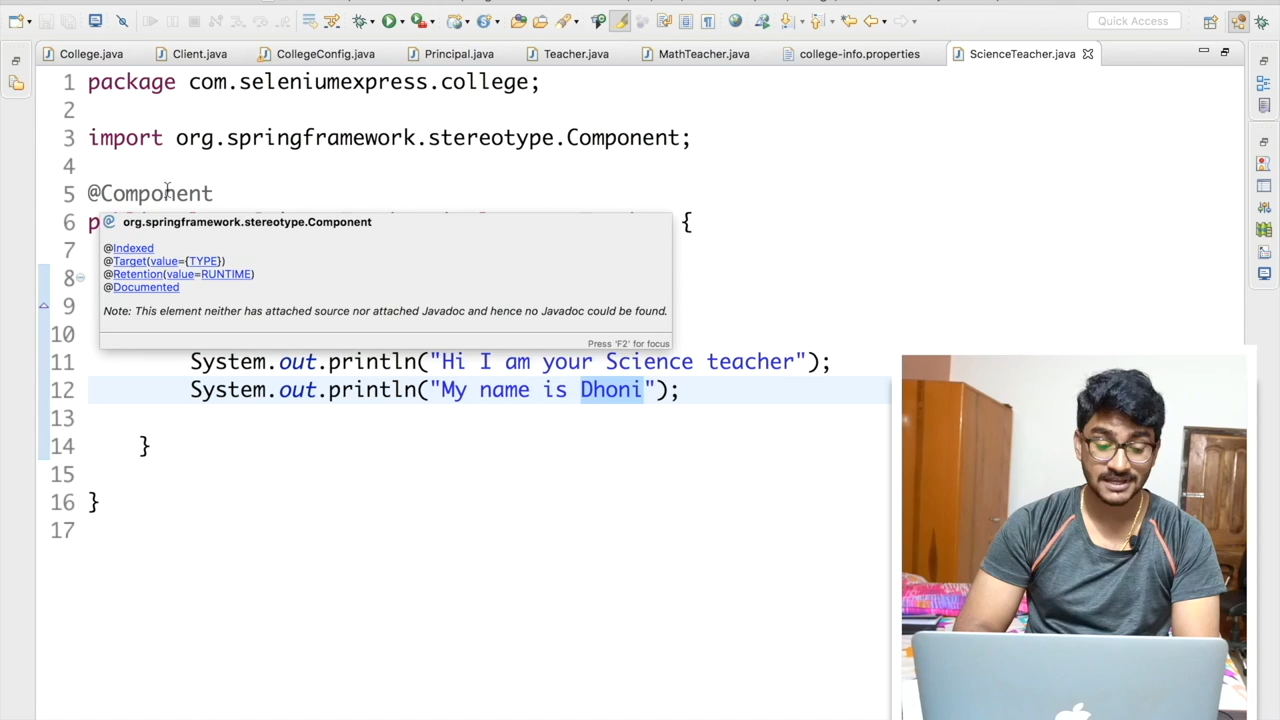 Quick Access
College.java
Client.java
CollegeConfig.java
Principal.java
Teacher.java
MathTeacher.java
college-info.properties
ScienceTeacher.java
1 package com.seleniumexpress.college;
2
3 import org.springframework.stereotype.Component;
4
5 @Component
6 p {
org.springframework.stereotype.Component
7
@Indexed
@Target(value={TYPE})
8
@Retention(value=RUNTIME)
@Documented
9
Note: This element neither has attached source nor attached Javadoc and hence no Javadoc could be found.
10
Press 'F2' for focus
11 System.out.println("Hi I am your Science teacher");
12 System.out.println("My name is Dhoni");
13
14 }
15
16 }
17